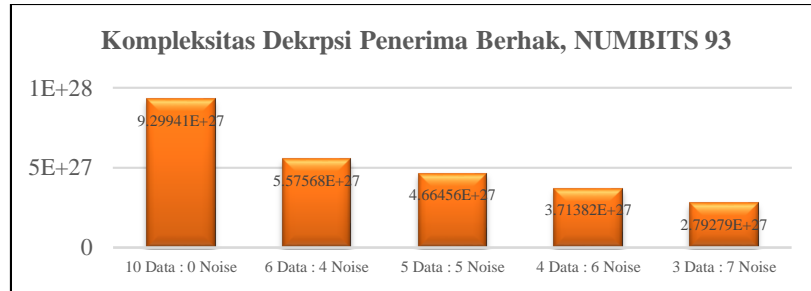 Kompleksitas Dekrpsi Penerima Berhak, NUMBITS 93
1E+28
5E+27
0
9.29941E+27
5.57568E+27
4.66456E+27
3.71382E+27
2.79279E+27
10 Data : 0 Noise
6 Data : 4 Noise
5 Data : 5 Noise
4 Data : 6 Noise
3 Data : 7 Noise